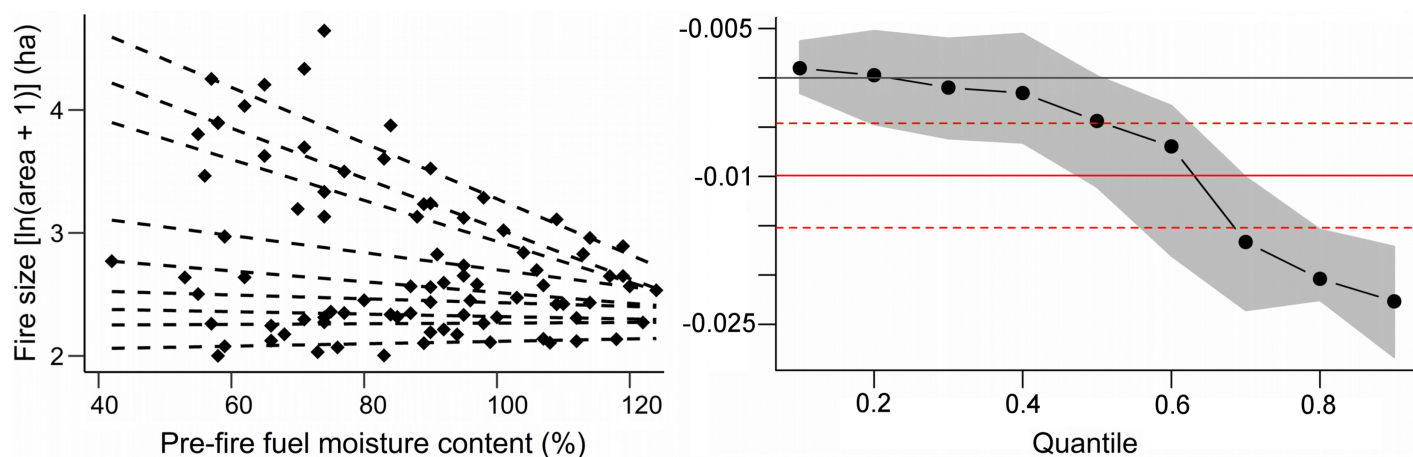 Fire size [ln(area + 1)] (ha)
4
3
2
40 60 80 100 120
Pre-fire fuel moisture content (%)
-0.005
-0.01
-0.025
0.2 0.4 0.6 0.8
Quantile